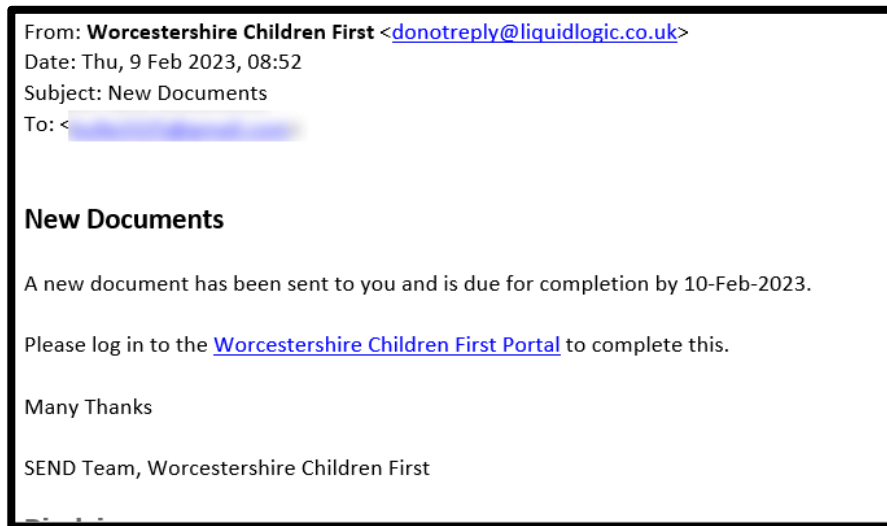 From: Worcestershire Children First <donotreply@liquidlogic.co.uk>
Date: Thu, 9 Feb 2023, 08:52
Subject: New Documents
To: <
New Documents
A new document has been sent to you and is due for completion by 10-Feb-2023.
Please log in to the Worcestershire Children First Portal to complete this.
Many Thanks
SEND Team, Worcestershire Children First